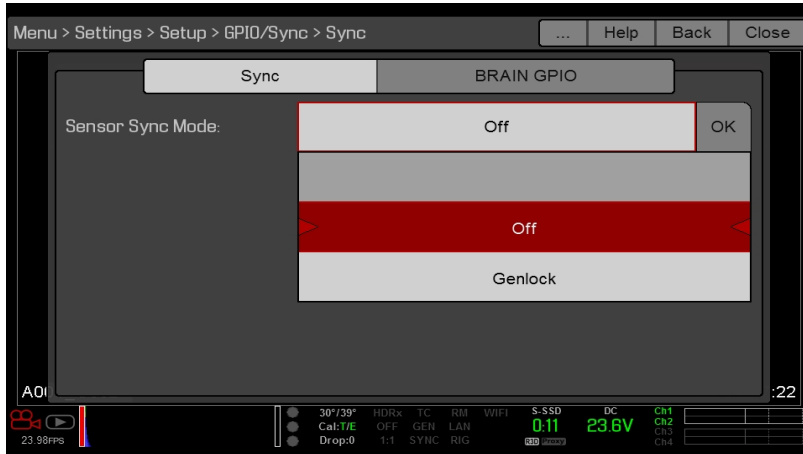 Menu > Settings > Setup > GPIO/Sync > Sync ... Help Back Close
Sync BRAIN GPIO
Sensor Sync Mode: Off OK
Off
Genlock
:22
23.98FPS
30°/39° HDRx TC RM WIFI S-SSD DC Ch1
Cal:T/E OFF GEN LAN 0:11 23.6V Ch2
Drop:0 1:1 SYNC RIG R3D Proxy Ch3
Ch4